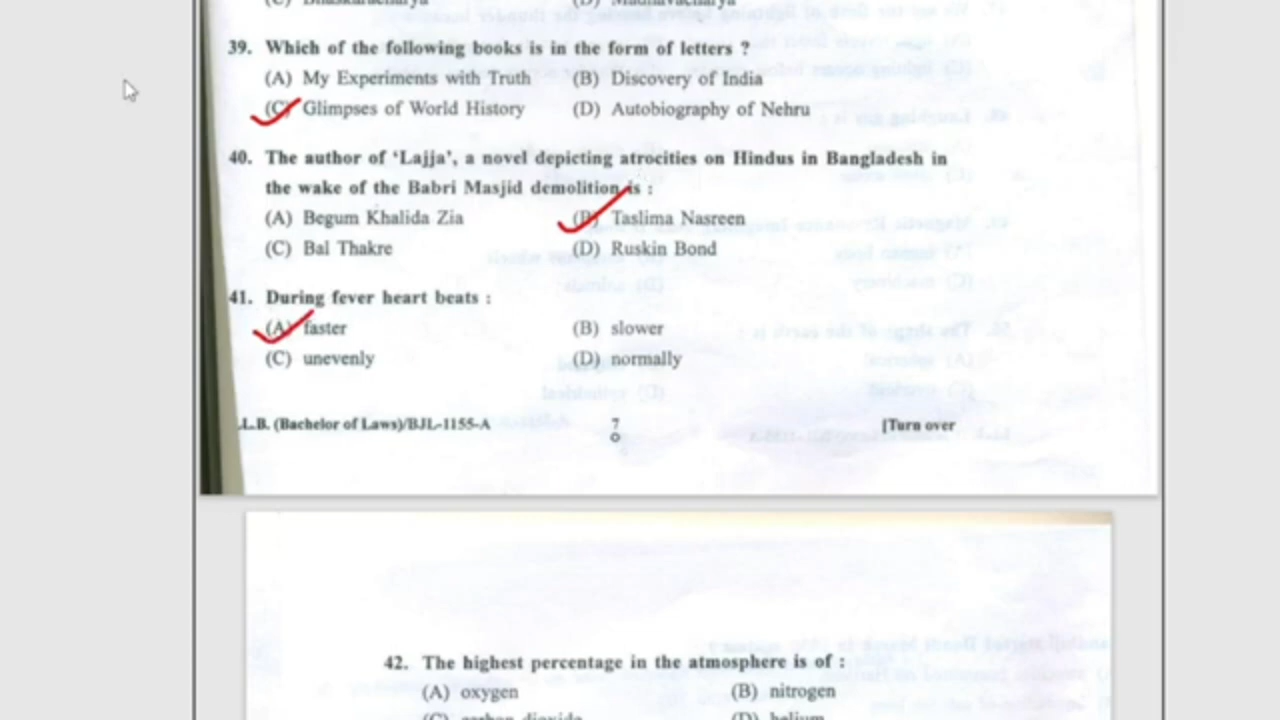 39. Which of the following books is in the form of letters ?
(A) My Experiments with Truth (B) Discovery of India
(C) Glimpses of World History (D) Autobiography of Nehru
40. The author of ‘Lajja’, a novel depicting atrocities on Hindus in Bangladesh in
the wake of the Babri Masjid demolition is :
(A) Begum Khalida Zia (B) Taslima Nasreen
(C) Bal Thakre (D) Ruskin Bond
41. During fever heart beats :
(A) faster (B) slower
(C) unevenly (D) normally
.L.B. (Bachelor of Laws)/BJL-1155-A 7 [Turn over
42. The highest percentage in the atmosphere is of :
(A) oxygen (B) nitrogen
(C) carbon dioxide (D) helium